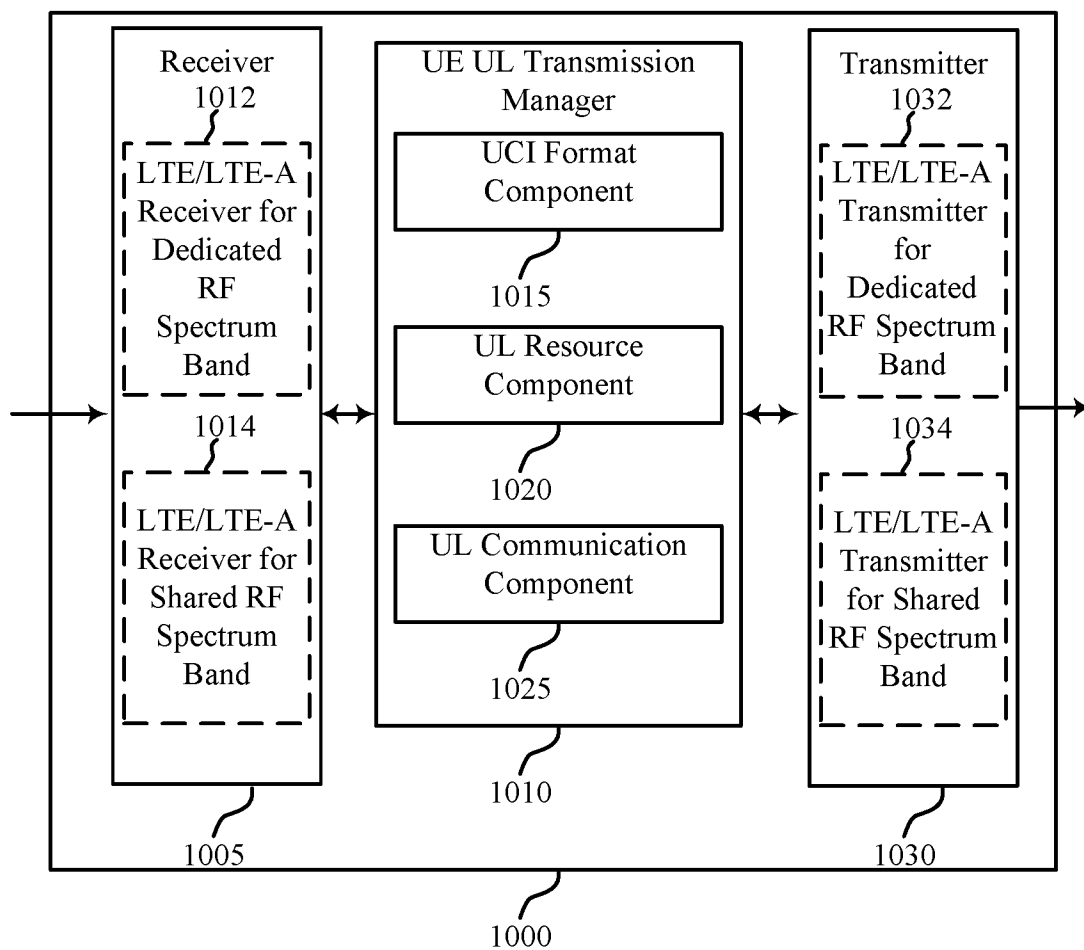 Receiver
1012
LTE/LTE-A
Receiver for
Dedicated
RF
Spectrum
Band
1014
LTE/LTE-A
Receiver for
Shared RF
Spectrum
Band
1005
UE UL Transmission
Manager
UCI Format
Component
1015
UL Resource
Component
1020
UL Communication
Component
1025
1010
Transmitter
1032
LTE/LTE-A
Transmitter
for
Dedicated
RF Spectrum
Band
1034
LTE/LTE-A
Transmitter
for Shared
RF Spectrum
Band
1030
1000